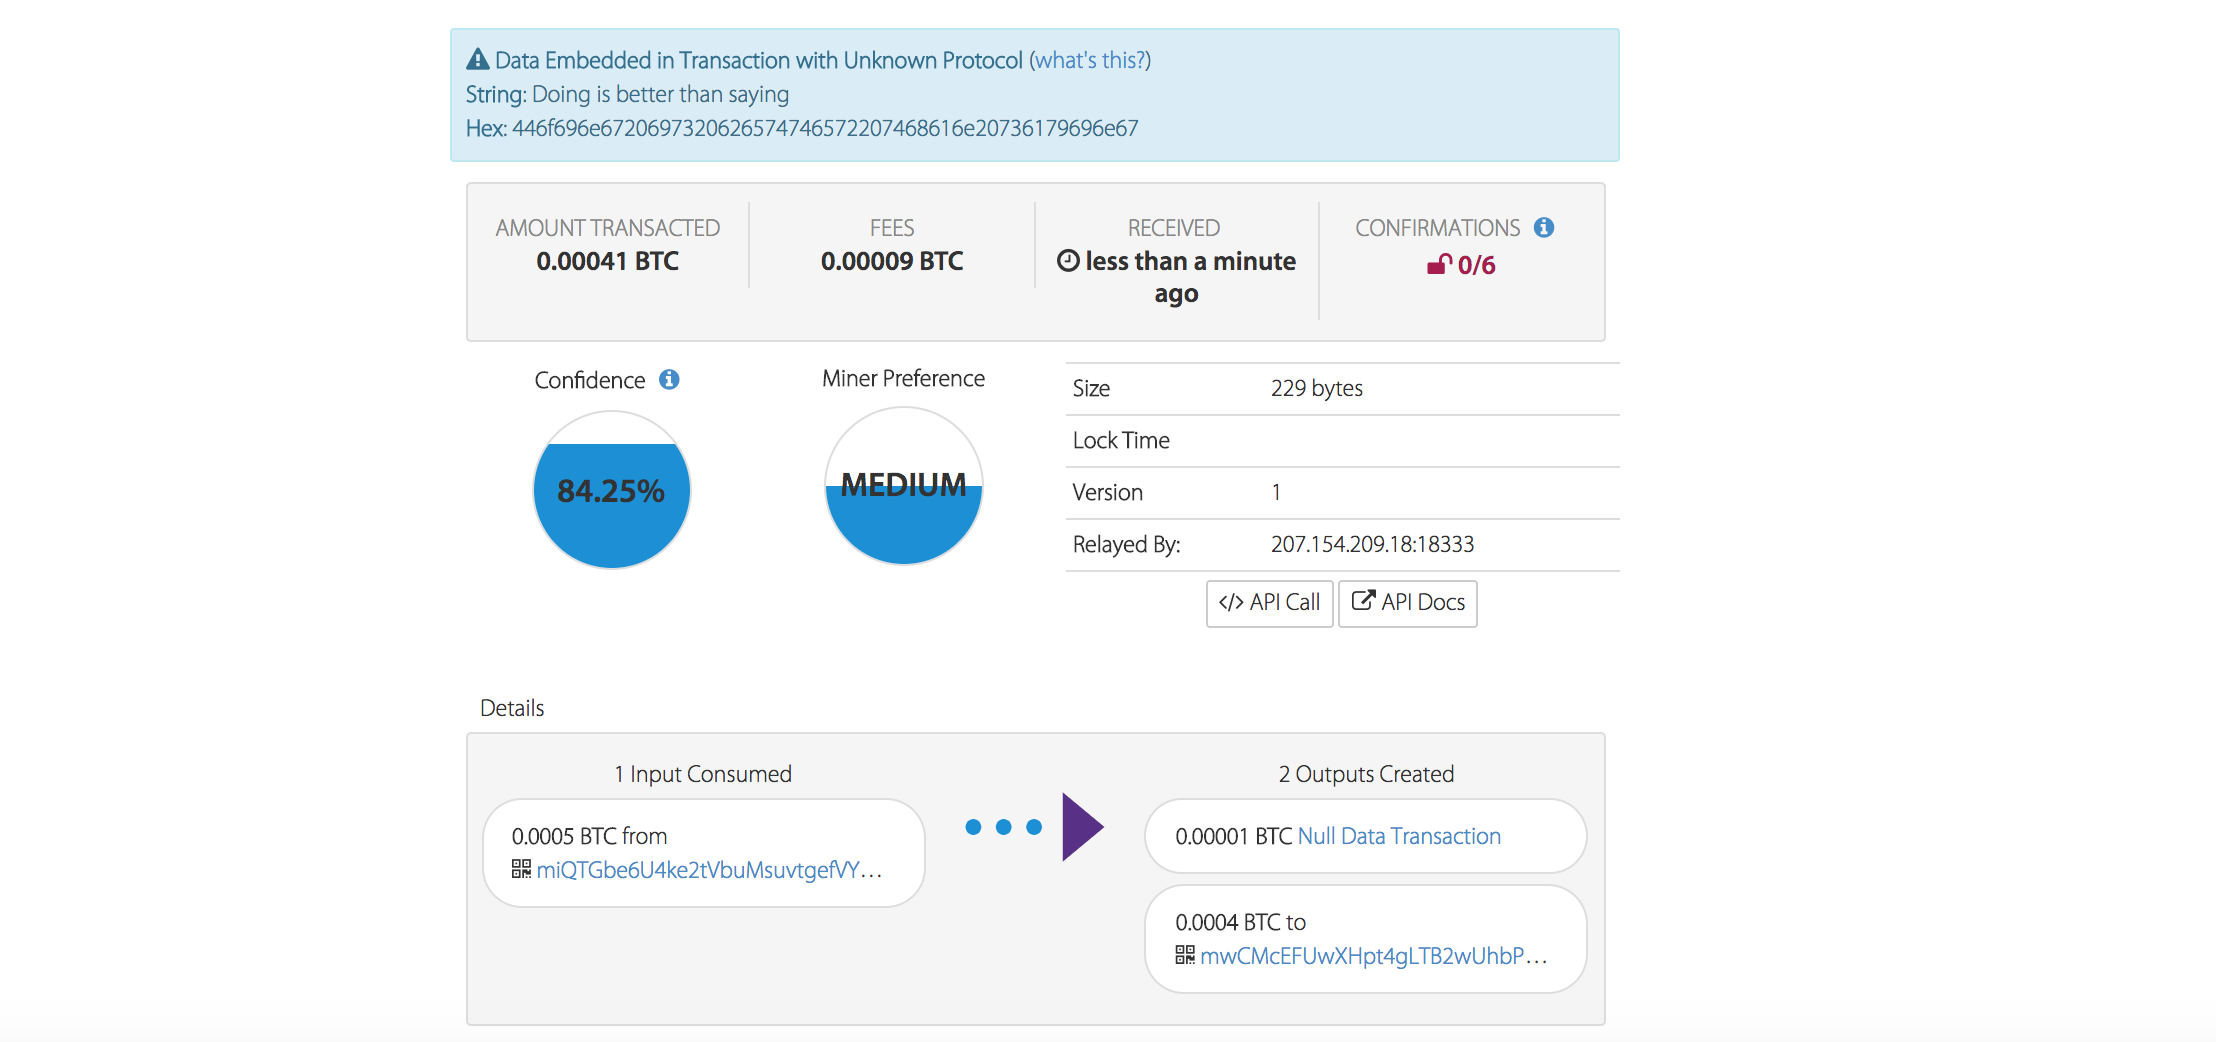 Data Embedded in Transaction with Unknown Protocol (what's this?)
String: Doing is better than saying
Hex: 446f696e67206973206265747465722074686​16e20736179696e67
AMOUNT TRANSACTED
0.00041 BTC
FEES
0.00009 BTC
RECEIVED
less than a minute
ago
CONFIRMATIONS
0/6
Confidence
84.25%
Miner Preference
MEDIUM
Size 229 bytes
Lock Time
Version 1
Relayed By: 207.154.209.18:18333
</> API Call
API Docs
Details
1 Input Consumed
0.0005 BTC from
miQTGbe6U4ke2tVbuMsuvtgefVY...
2 Outputs Created
0.00001 BTC Null Data Transaction
0.0004 BTC to
mwCMcEFUwXHpt4gLTB2wUhbP...